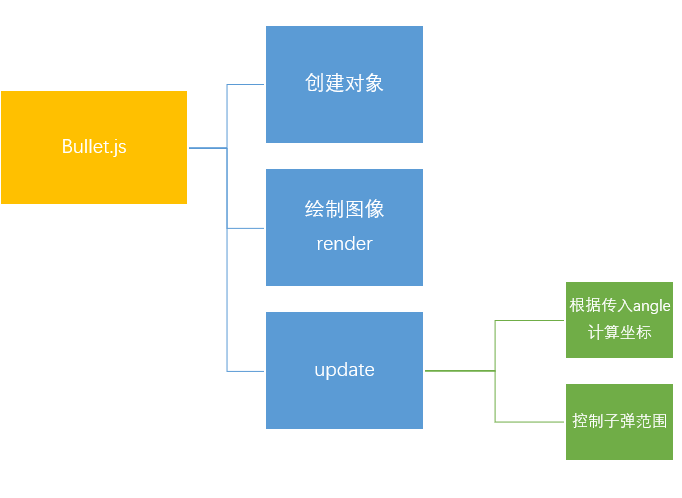 Bullet.js
创建对象
绘制图像
render
update
根据传入angle
计算坐标
控制子弹范围